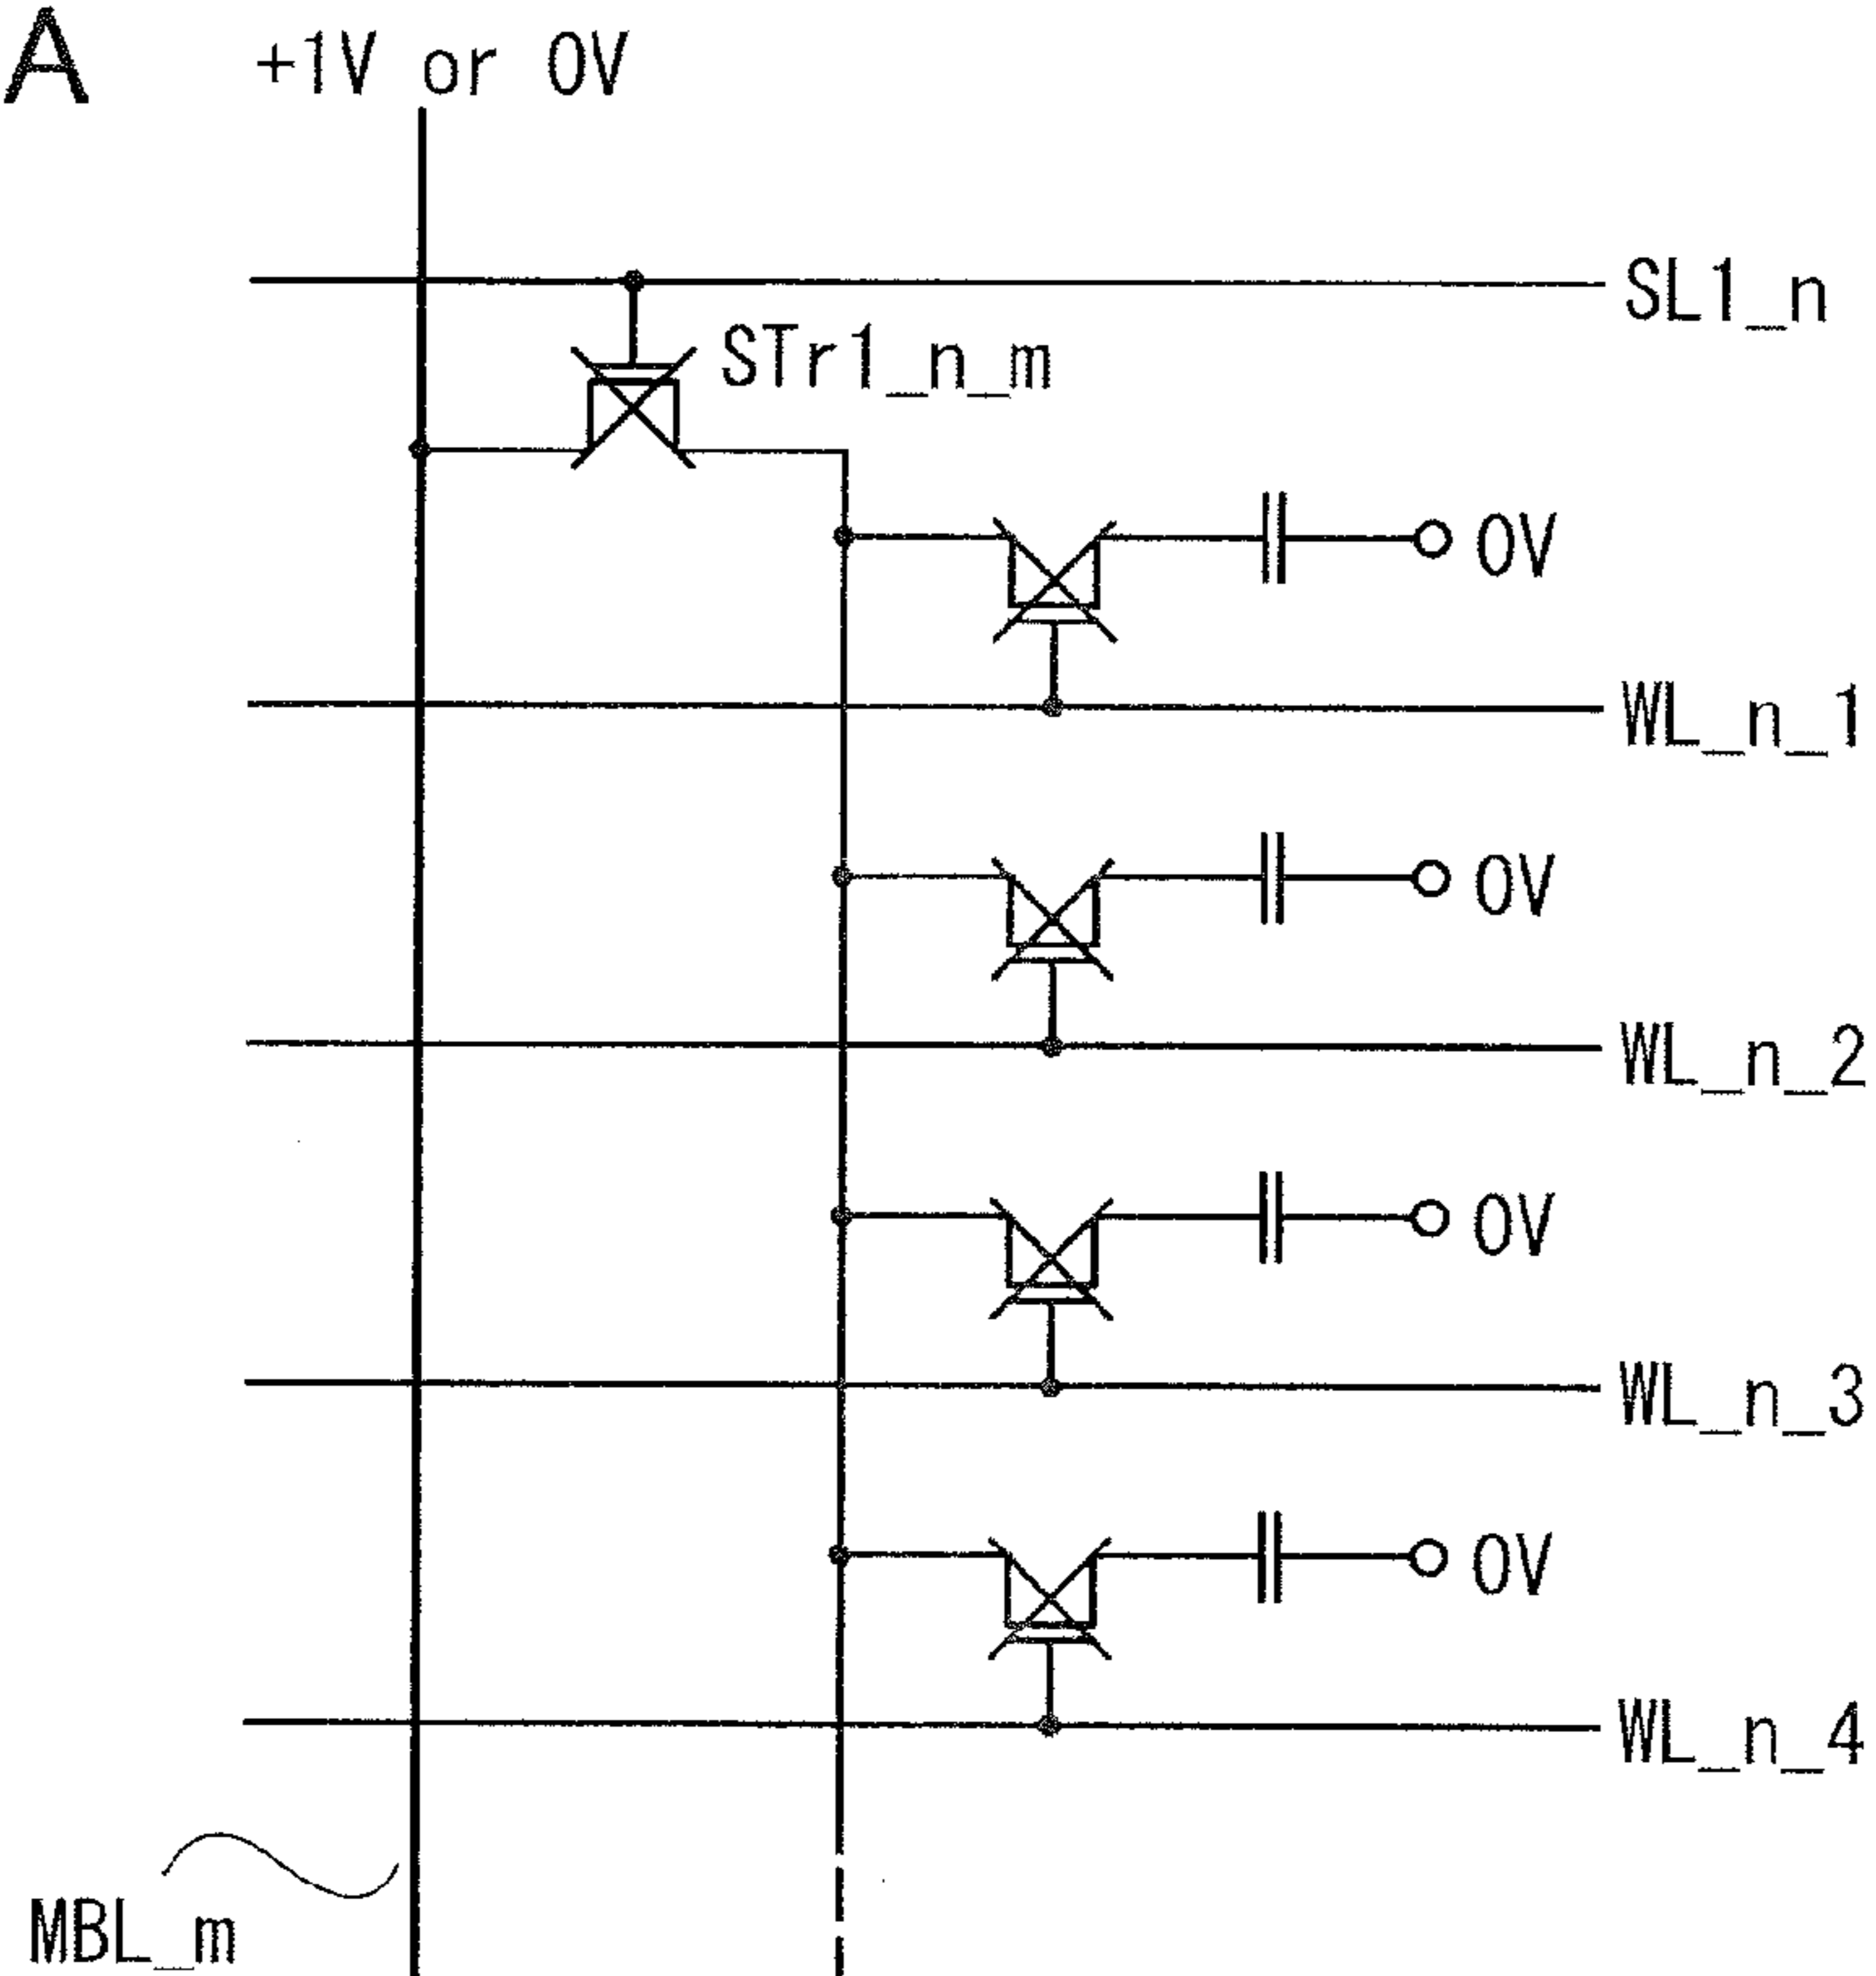 A
+1V or 0V
SL1_n
STr1_n_m
0V
WL_n_1
0V
WL_n_2
0V
WL_n_3
0V
WL_n_4
MBL_m